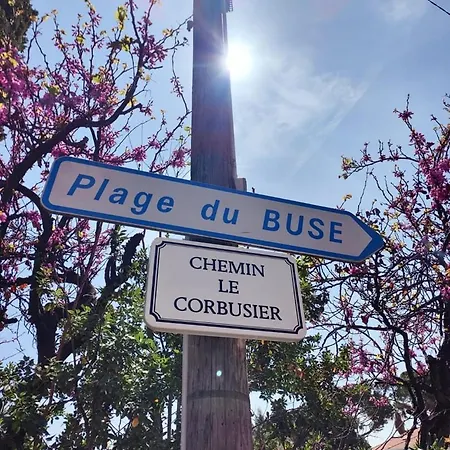 Plage du BUSE
CHEMIN
LE
CORBUSIER